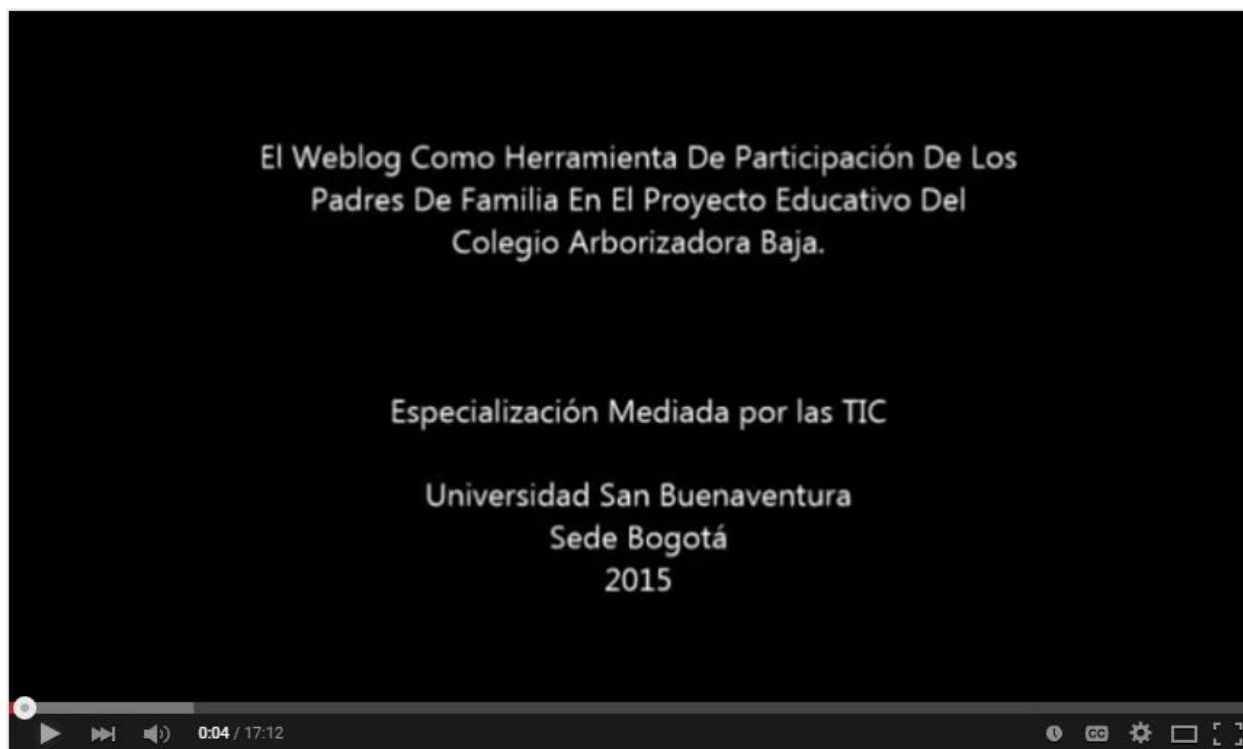 El Weblog Como Herramienta De Participación De Los
Padres De Familia En El Proyecto Educativo Del
Colegio Arborizadora Baja.
Especialización Mediada por las TIC
Universidad San Buenaventura
Sede Bogotá
2015
0:04 / 17:12
CC